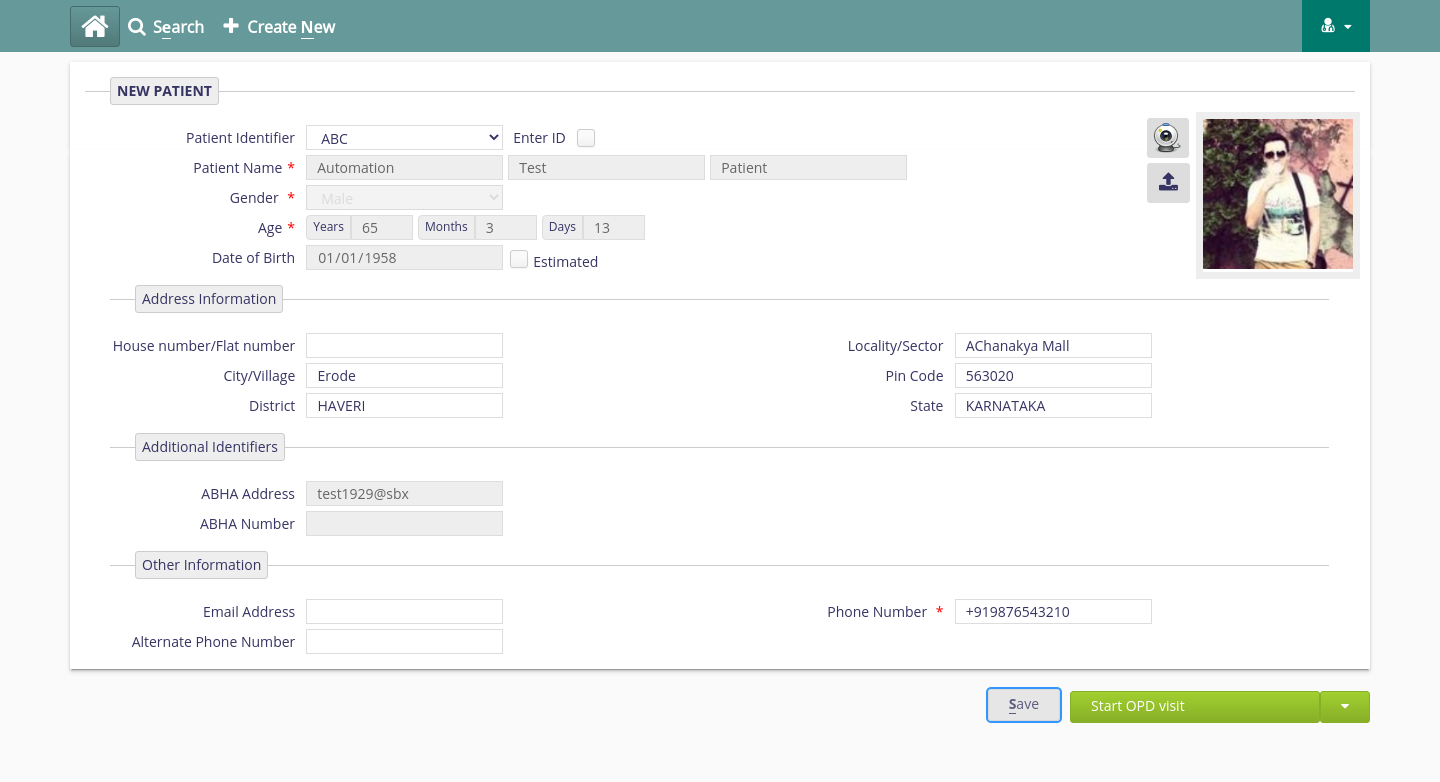 Search Create New
NEW PATIENT
Patient Identifier ABC Enter ID
Patient Name * Automation Test Patient
Gender * Male
Age * Years 65 Months 3 Days 13
Date of Birth 01/01/1958 Estimated
Address Information
House number/Flat number Locality/Sector AChanakya Mall
City/Village Erode Pin Code 563020
District HAVERI State KARNATAKA
Additional Identifiers
ABHA Address test1929@sbx
ABHA Number
Other Information
Email Address Phone Number * +919876543210
Alternate Phone Number
Save Start OPD visit